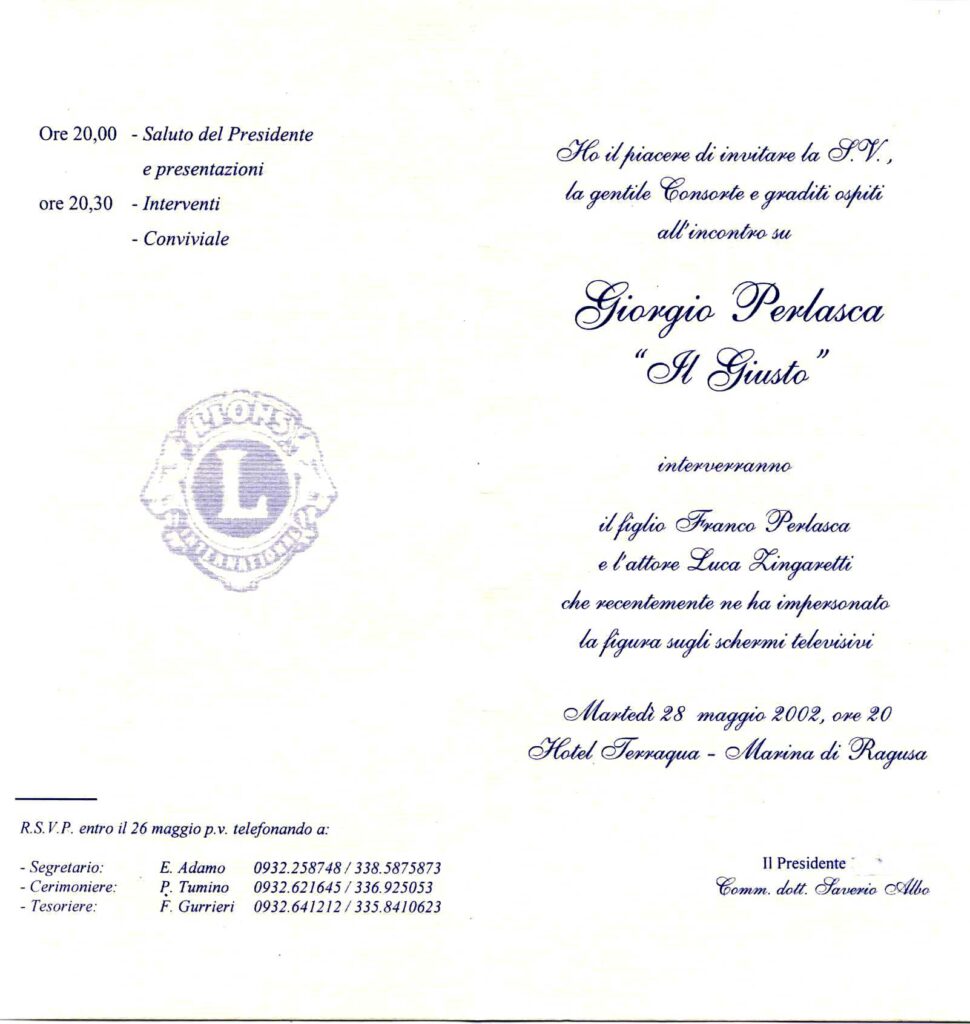 Ore 20,00 - Saluto del Presidente
e presentazioni
ore 20,30 - Interventi
- Conviviale
LIONS
L
INTERNATIONAL
R.S.V.P. entro il 26 maggio p.v. telefonando a:
- Segretario: E. Adamo 0932.258748 / 338.5875873
- Cerimoniere: P. Tumino 0932.621645 / 336.925053
- Tesoriere: F. Gurrieri 0932.641212 / 335.8410623
Ho il piacere di invitare la S.V.,
la gentile Consorte e graditi ospiti
all'incontro su
Giorgio Perlasca
"Il Giusto"
interverranno
il figlio Franco Perlasca
e l'attore Luca Zingaretti
che recentemente ne ha impersonato
la figura sugli schermi televisivi
Martedì 28 maggio 2002, ore 20
Hotel Terraqua - Marina di Ragusa
Il Presidente
Comm. dott. Saverio Albo